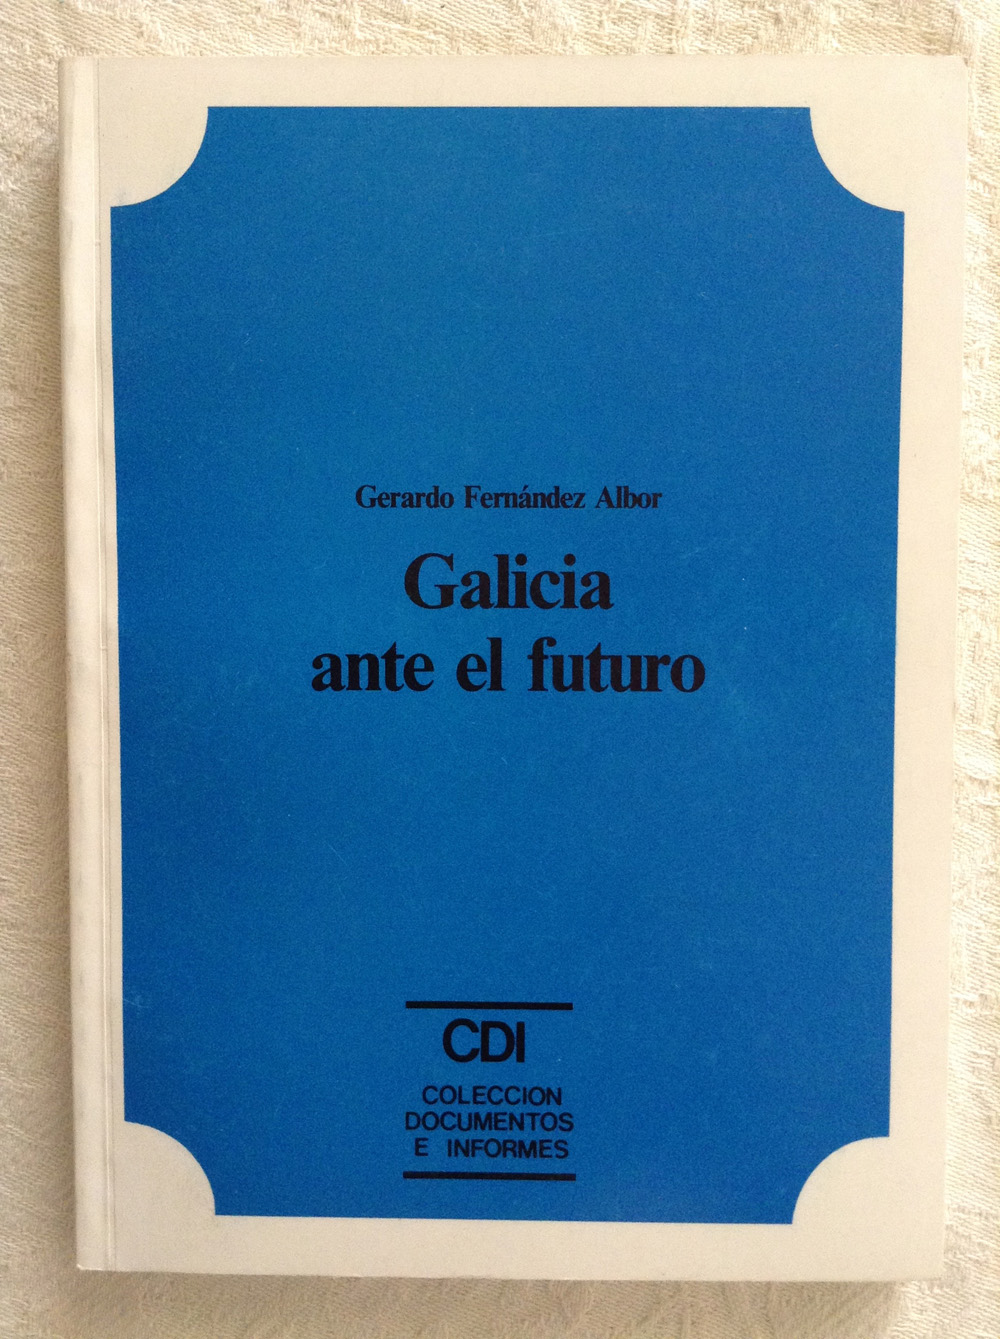 Gerardo Fernández Albor
Galicia
ante el futuro
CDI
COLECCION
DOCUMENTOS
E INFORMES